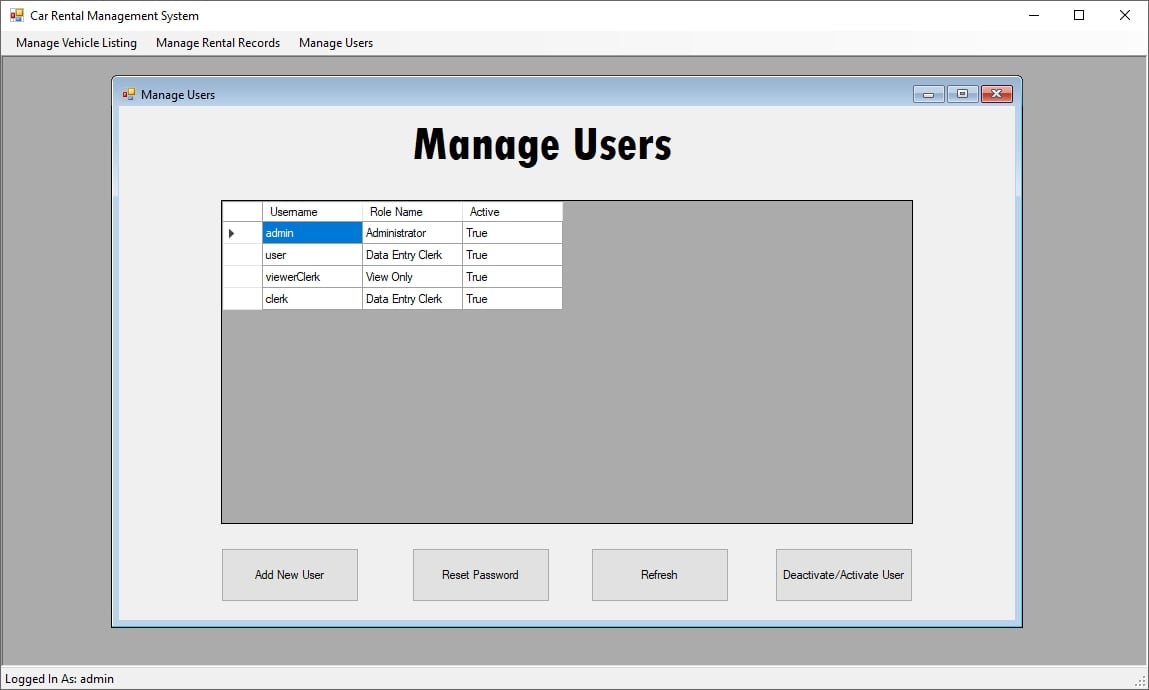 Car Rental Management System
Manage Vehicle Listing Manage Rental Records Manage Users
Manage Users
Manage Users
Username Role Name Active
admin Administrator True
user Data Entry Clerk True
viewerClerk View Only True
clerk Data Entry Clerk True
Add New User Reset Password Refresh Deactivate/Activate User
Logged In As: admin